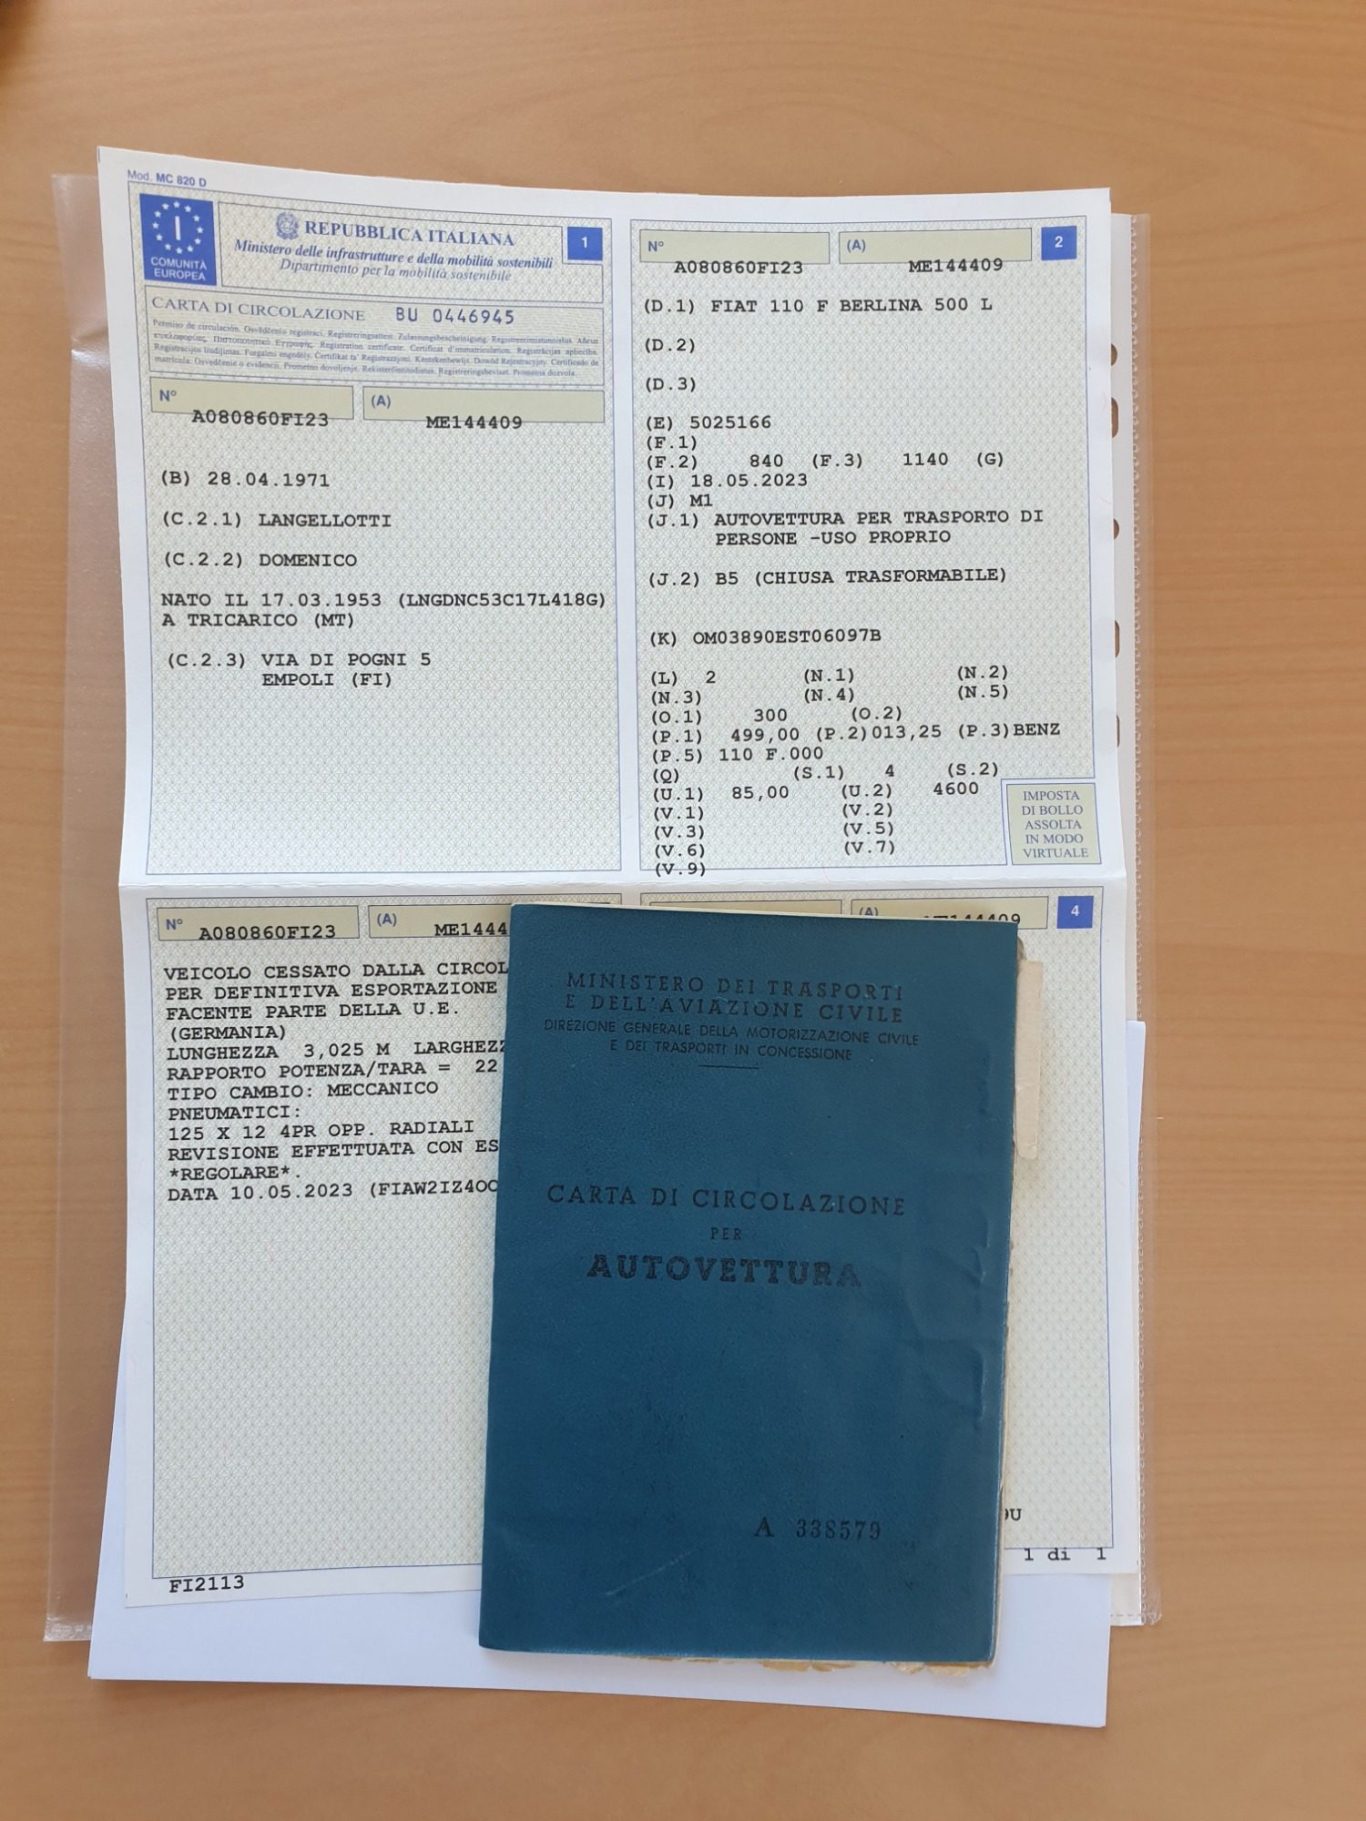 Mod. MC 820 D
I
COMUNITÀ
EUROPEA
REPUBBLICA ITALIANA
Ministero delle infrastrutture e della mobilità sostenibili
Dipartimento per la mobilità sostenibile
1
CARTA DI CIRCOLAZIONE BU 0446945
N° A080860FI23 (A) ME144409
(B) 28.04.1971
(C.2.1) LANGELLOTTI
(C.2.2) DOMENICO
NATO IL 17.03.1953 (LNGDNC53C17L418G)
A TRICARICO (MT)
(C.2.3) VIA DI POGNI 5
EMPOLI (FI)
N° A080860FI23 (A) ME144409
2
(D.1) FIAT 110 F BERLINA 500 L
(D.2)
(D.3)
(E) 5025166
(F.1)
(F.2) 840 (F.3) 1140 (G)
(I) 18.05.2023
(J) M1
(J.1) AUTOVETTURA PER TRASPORTO DI
PERSONE -USO PROPRIO
(J.2) B5 (CHIUSA TRASFORMABILE)
(K) OM03890EST06097B
(L) 2 (N.1) (N.2)
(N.3) (N.4) (N.5)
(O.1) 300 (O.2)
(P.1) 499,00 (P.2)013,25 (P.3)BENZ
(P.5) 110 F.000
(Q) (S.1) 4 (S.2)
(U.1) 85,00 (U.2) 4600
(V.1) (V.2)
(V.3) (V.5)
(V.6) (V.7)
(V.9)
IMPOSTA
DI BOLLO
ASSOLTA
IN MODO
VIRTUALE
N° A080860FI23 (A) ME1444
VEICOLO CESSATO DALLA CIRCOL
PER DEFINITIVA ESPORTAZIONE
FACENTE PARTE DELLA U.E.
(GERMANIA)
LUNGHEZZA 3,025 M LARGHEZZ
RAPPORTO POTENZA/TARA = 22
TIPO CAMBIO: MECCANICO
PNEUMATICI:
125 X 12 4PR OPP. RADIALI
REVISIONE EFFETTUATA CON ES
*REGOLARE*.
DATA 10.05.2023 (FIAW2IZ4OC
FI2113
(A)
4
1 di 1
MINISTERO DEI TRASPORTI
E DELL'AVIAZIONE CIVILE
DIREZIONE GENERALE DELLA MOTORIZZAZIONE CIVILE
E DEI TRASPORTI IN CONCESSIONE
CARTA DI CIRCOLAZIONE
PER
AUTOVETTURA
A 338579